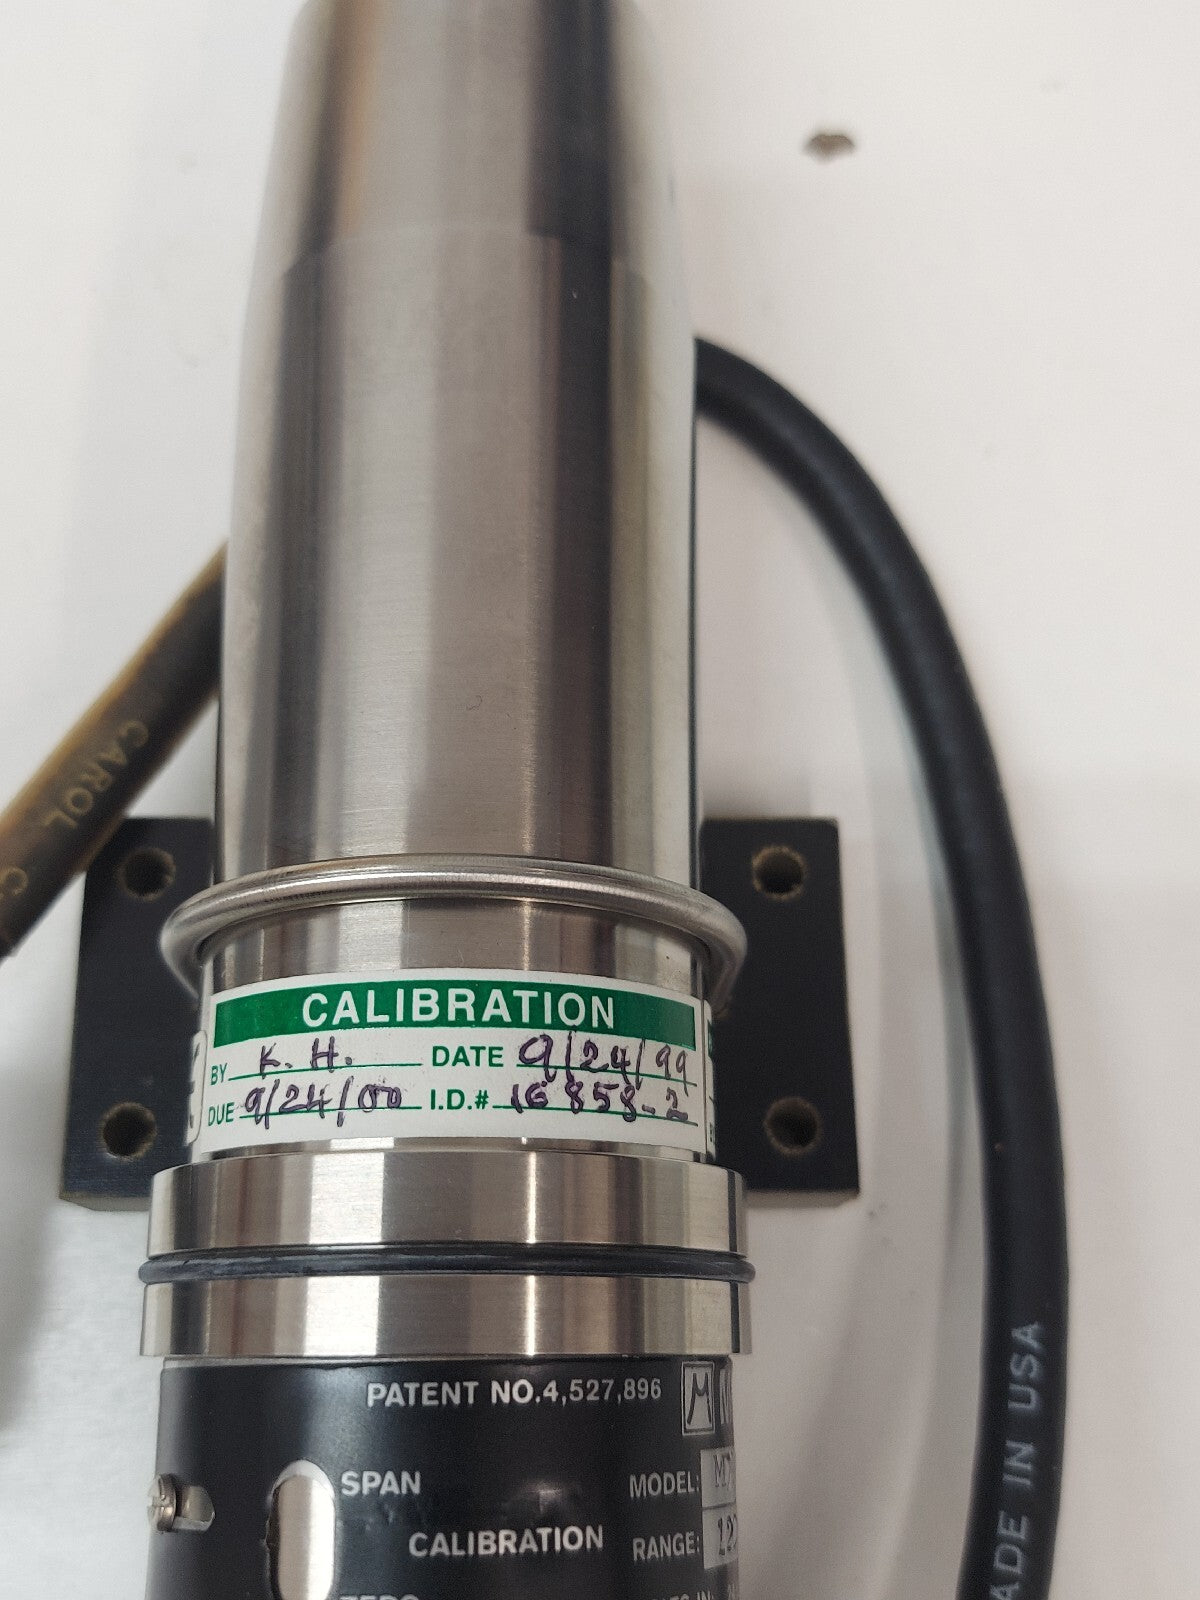 CAROL
CALIBRATION
BY K. H. DATE 9/24/99
DUE 9/24/00 I.D.# 16858-2
PATENT NO.4,527,896
SPAN
MODEL:
CALIBRATION
RANGE:
MADE IN USA